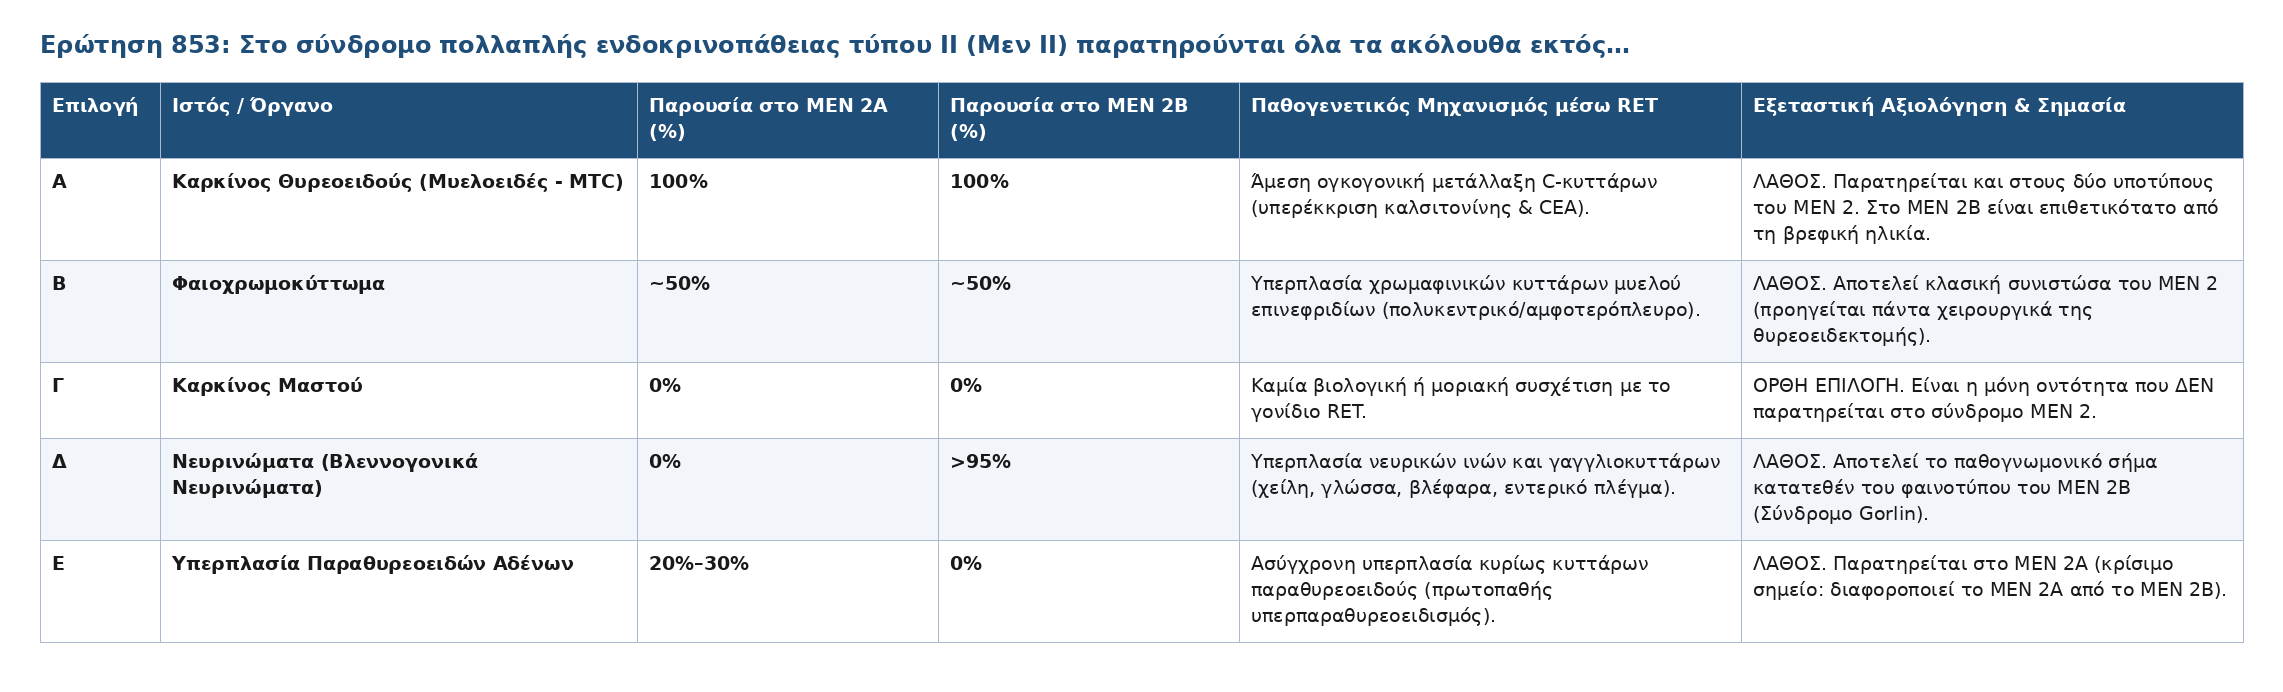 Ερώτηση 853: Στο σύνδρομο πολλαπλής ενδοκρινοπάθειας τύπου II (Μεν II) παρατηρούνται όλα τα ακόλουθα εκτός...
Επιλογή
Ιστός / Όργανο
Παρουσία στο MEN 2A
(%)
Παρουσία στο MEN 2B
(%)
Παθογενετικός Μηχανισμός μέσω RET
Εξεταστική Αξιολόγηση & Σημασία
Α
Καρκίνος Θυρεοειδούς (Μυελοειδές - MTC)
100%
100%
Άμεση ογκογονική μετάλλαξη C-κυττάρων
(υπερέκκριση καλσιτονίνης & CEA).
ΛΑΘΟΣ. Παρατηρείται και στους δύο υποτύπους
του MEN 2. Στο MEN 2B είναι επιθετικότατο από
τη βρεφική ηλικία.
Β
Φαιοχρωμοκύττωμα
~50%
~50%
Υπερπλασία χρωμαφινικών κυττάρων μυελού
επινεφριδίων (πολυκεντρικό/αμφοτερόπλευρο).
ΛΑΘΟΣ. Αποτελεί κλασική συνιστώσα του MEN 2
(προηγείται πάντα χειρουργικά της
θυρεοειδεκτομής).
Γ
Καρκίνος Μαστού
0%
0%
Καμία βιολογική ή μοριακή συσχέτιση με το
γονίδιο RET.
ΟΡΘΗ ΕΠΙΛΟΓΗ. Είναι η μόνη οντότητα που ΔΕΝ
παρατηρείται στο σύνδρομο MEN 2.
Δ
Νευρινώματα (Βλεννογονικά
Νευρινώματα)
0%
>95%
Υπερπλασία νευρικών ινών και γαγγλιοκυττάρων
(χείλη, γλώσσα, βλέφαρα, εντερικό πλέγμα).
ΛΑΘΟΣ. Αποτελεί το παθογνωμονικό σήμα
κατατεθέν του φαινοτύπου του MEN 2B
(Σύνδρομο Gorlin).
Ε
Υπερπλασία Παραθυρεοειδών Αδένων
20%–30%
0%
Ασύγχρονη υπερπλασία κυρίως κυττάρων
παραθυρεοειδούς (πρωτοπαθής
υπερπαραθυρεοειδισμός).
ΛΑΘΟΣ. Παρατηρείται στο MEN 2A (κρίσιμο
σημείο: διαφοροποιεί το MEN 2A από το MEN 2B).